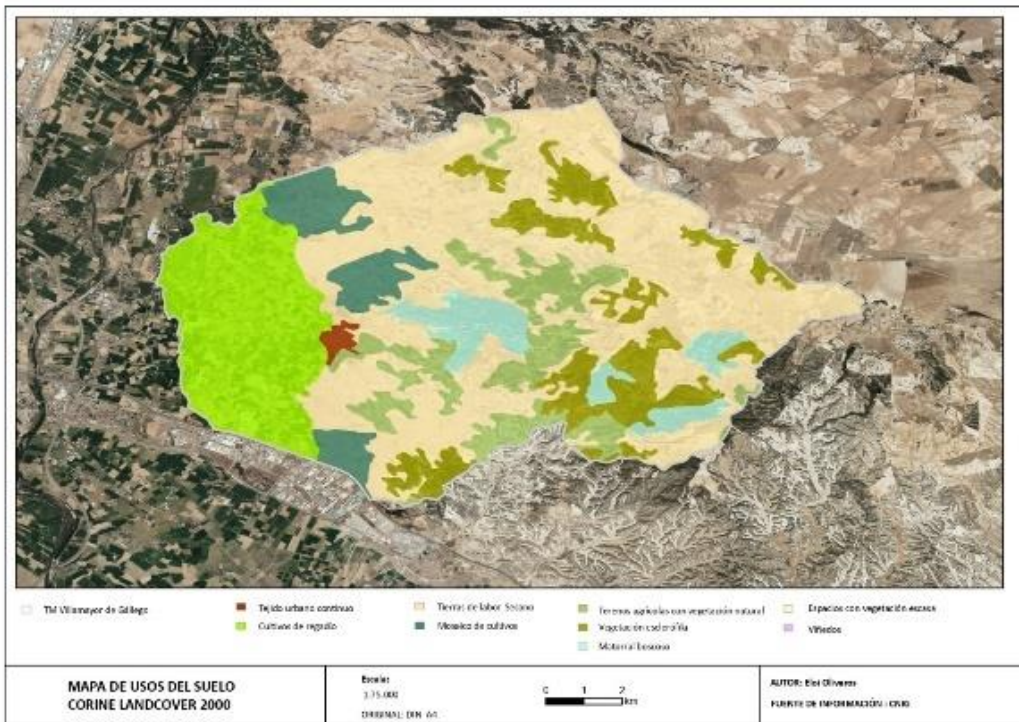 TM Villamayor de Gállego
Tejido urbano continuo
Cultivos de regadío
Tierras de labor Secano
Mosaico de cultivos
Terrenos agrícolas con vegetación natural
Vegetación esclerófila
Matorral boscoso
Espacios con vegetación escasa
Viñedos
MAPA DE USOS DEL SUELO
CORINE LANDCOVER 2000
Escala:
1:75.000
ORIGINAL: DIN A4
0 1 2
km
AUTOR: Eloi Olivares
FUENTE DE INFORMACIÓN : CNIG